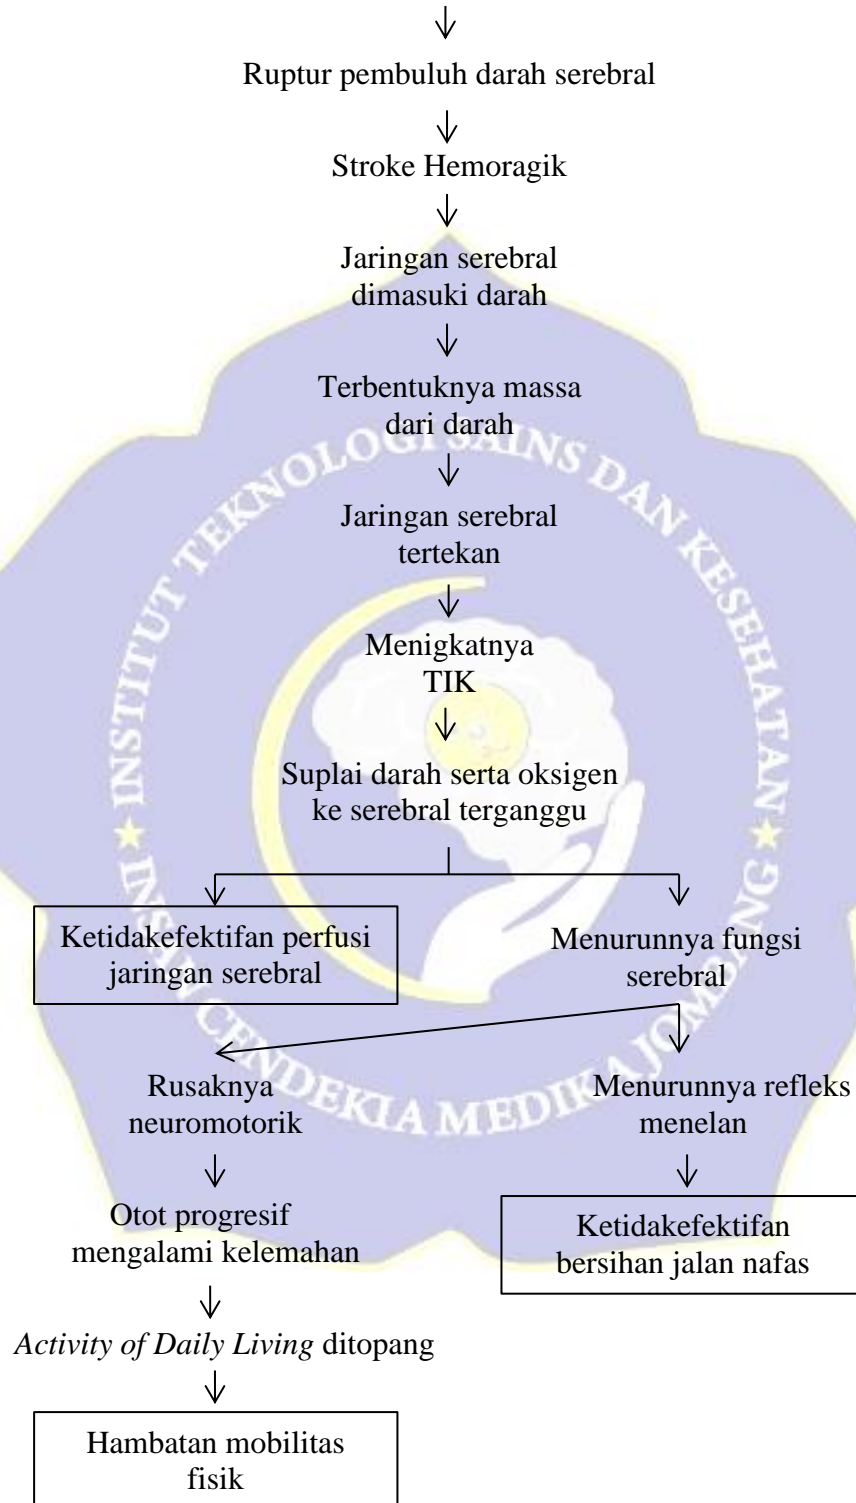 Ruptur pembuluh darah serebral
Stroke Hemoragik
Jaringan serebral
dimasuki darah
Terbentuknya massa
dari darah
Jaringan serebral
tertekan
Menigkatnya
TIK
Suplai darah serta oksigen
ke serebral terganggu
Ketidakefektifan perfusi
jaringan serebral
Menurunnya fungsi
serebral
Rusaknya
neuromotorik
Menurunnya refleks
menelan
Otot progresif
mengalami kelemahan
Ketidakefektifan
bersihan jalan nafas
Activity of Daily Living ditopang
Hambatan mobilitas
fisik
INSTITUT TEKNOLOGI SAINS DAN KESEHATAN
INSAN CENDEKIA MEDIKA JOMBANG